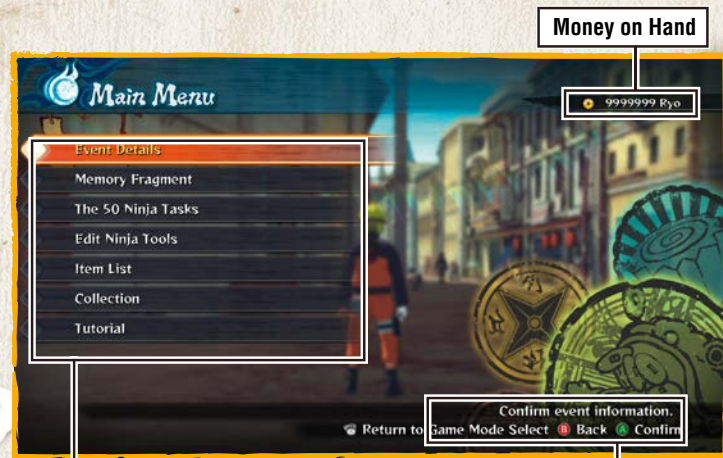 Money on Hand
Main Menu
9999999 Ryo
Event Details
Memory Fragment
The 50 Ninja Tasks
Edit Ninja Tools
Item List
Collection
Tutorial
Confirm event information.
Return to Game Mode Select B Back A Confirm